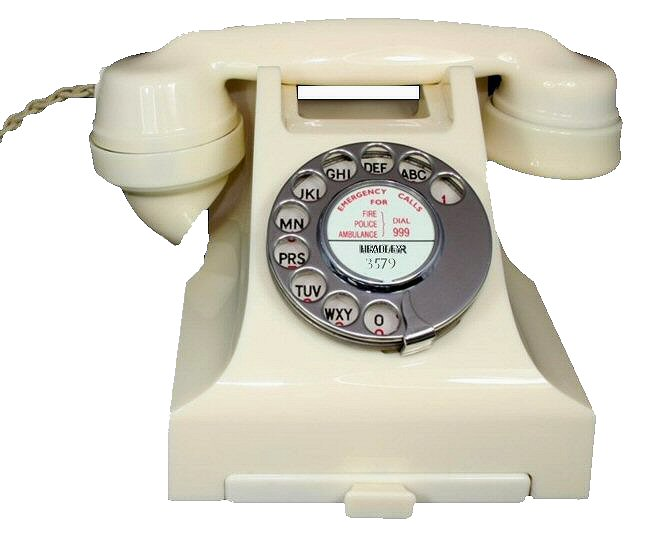 GHI
DEF
ABC
1
JKL
MN
PRS
TUV
WXY
O
EMERGENCY CALLS
FOR
FIRE
POLICE
AMBULANCE
DIAL
999
3579